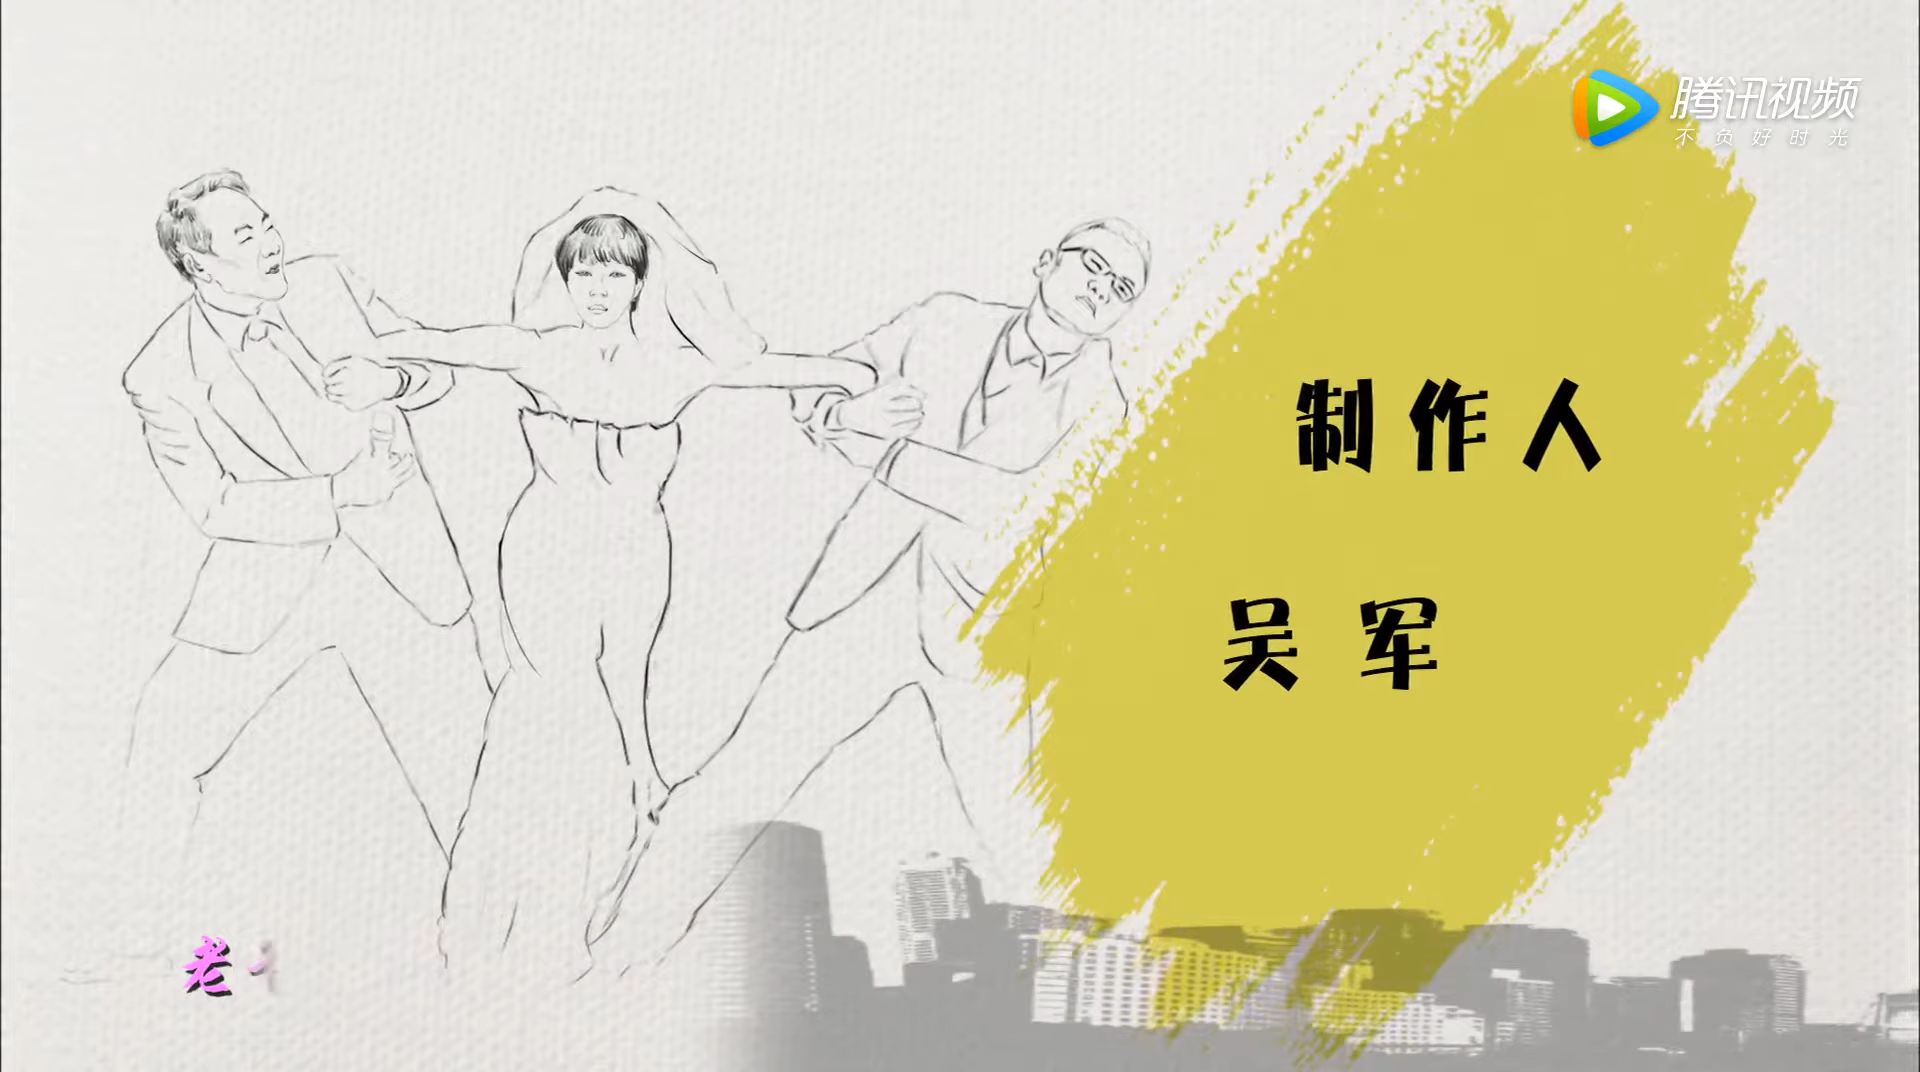 腾讯视频
不负好时光
制作人
吴军
老